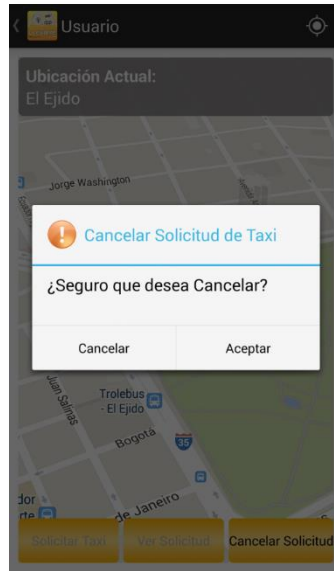 Usuario
Ubicación Actual:
El Ejido
Jorge Washington
Cancelar Solicitud de Taxi
¿Seguro que desea Cancelar?
Cancelar
Aceptar
Juan Salinas
Trolebus
- El Ejido
Bogotá
35
de Janeiro
Solicitar Taxi
Ver Solicitud
Cancelar Solicitud